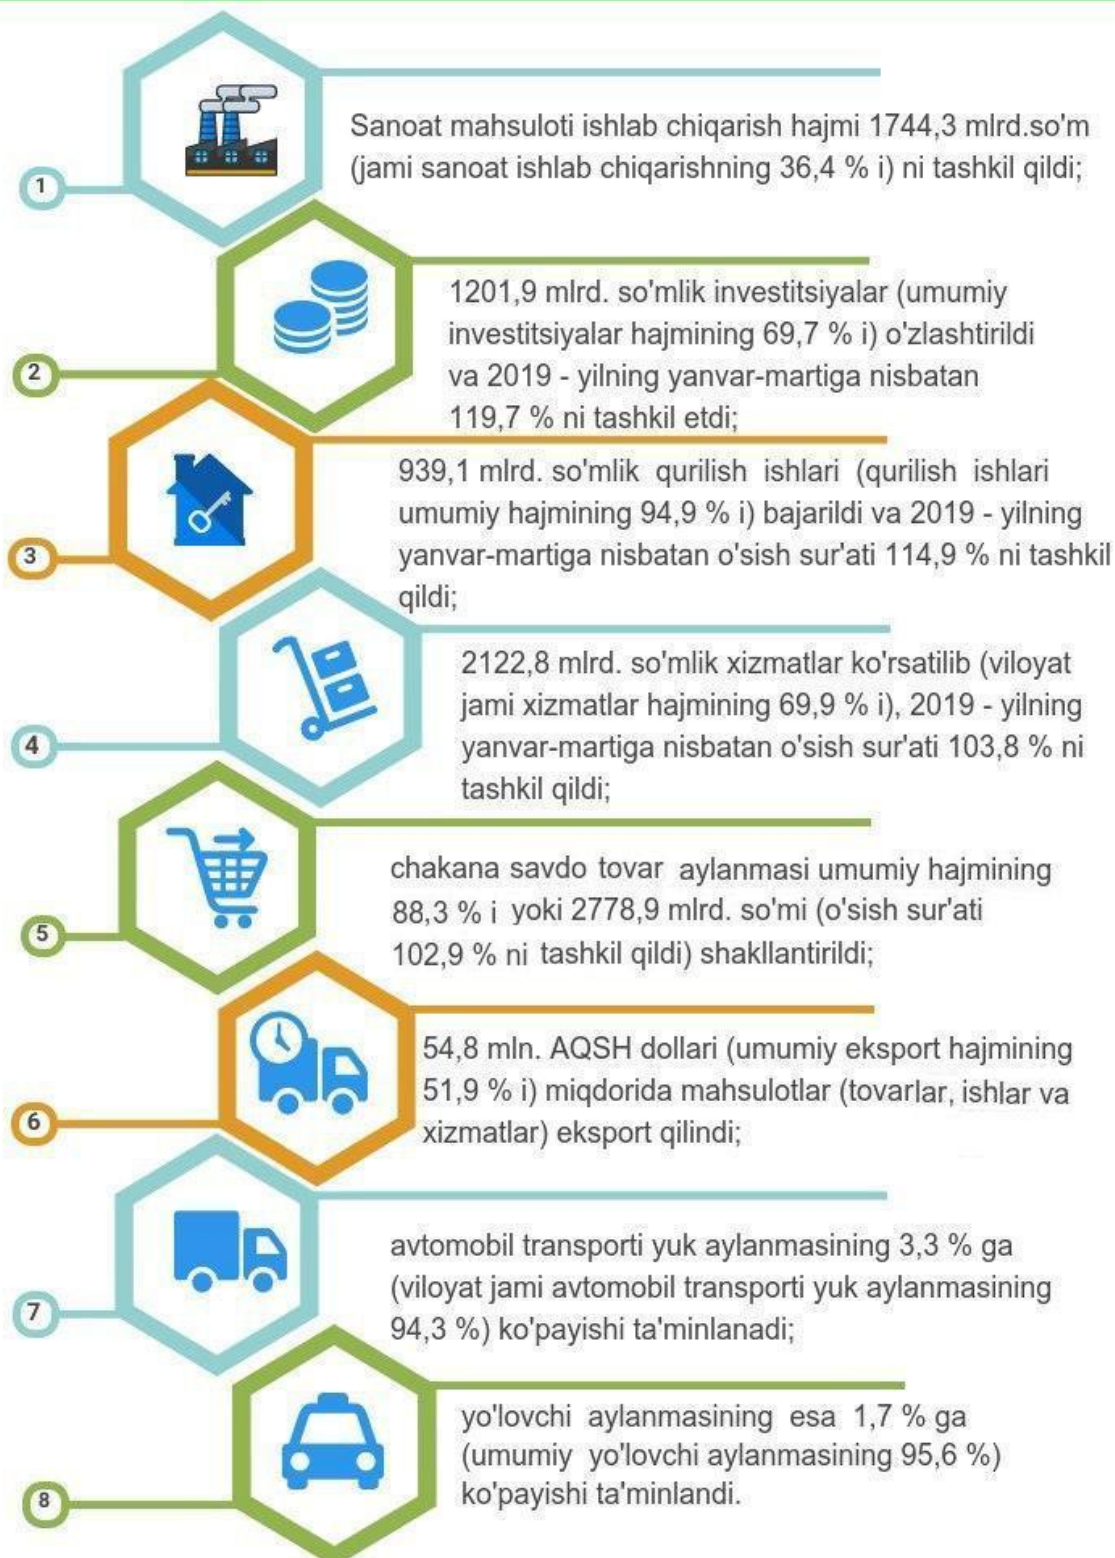 1
Sanoat mahsuloti ishlab chiqarish hajmi 1744,3 mlrd.so'm
(jami sanoat ishlab chiqarishning 36,4 % i) ni tashkil qildi;
2
1201,9 mlrd. so'mlik investitsiyalar (umumiy
investitsiyalar hajmining 69,7 % i) o'zlashtirildi
va 2019 - yilning yanvar-martiga nisbatan
119,7 % ni tashkil etdi;
3
939,1 mlrd. so'mlik qurilish ishlari (qurilish ishlari
umumiy hajmining 94,9 % i) bajarildi va 2019 - yilning
yanvar-martiga nisbatan o'sish sur'ati 114,9 % ni tashkil
qildi;
4
2122,8 mlrd. so'mlik xizmatlar ko'rsatilib (viloyat
jami xizmatlar hajmining 69,9 % i), 2019 - yilning
yanvar-martiga nisbatan o'sish sur'ati 103,8 % ni
tashkil qildi;
5
chakana savdo tovar aylanmasi umumiy hajmining
88,3 % i yoki 2778,9 mlrd. so'mi (o'sish sur'ati
102,9 % ni tashkil qildi) shakllantirildi;
6
54,8 mln. AQSH dollari (umumiy eksport hajmining
51,9 % i) miqdorida mahsulotlar (tovarlar, ishlar va
xizmatlar) eksport qilindi;
7
avtomobil transporti yuk aylanmasining 3,3 % ga
(viloyat jami avtomobil transporti yuk aylanmasining
94,3 %) ko'payishi ta'minlanadi;
8
yo'lovchi aylanmasining esa 1,7 % ga
(umumiy yo'lovchi aylanmasining 95,6 %)
ko'payishi ta'minlandi.